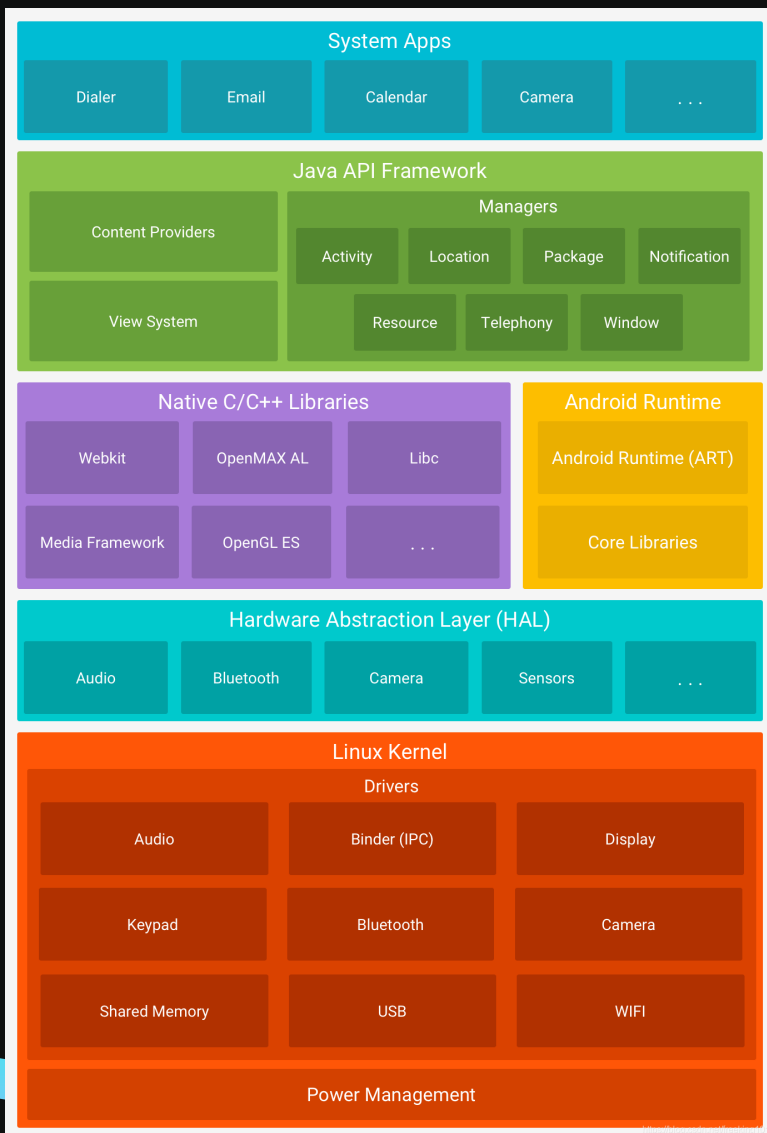 System Apps
Dialer
Email
Calendar
Camera
. . .
Java API Framework
Content Providers
View System
Managers
Activity
Location
Package
Notification
Resource
Telephony
Window
Native C/C++ Libraries
Webkit
OpenMAX AL
Libc
Media Framework
OpenGL ES
. . .
Android Runtime
Android Runtime (ART)
Core Libraries
Hardware Abstraction Layer (HAL)
Audio
Bluetooth
Camera
Sensors
. . .
Linux Kernel
Drivers
Audio
Binder (IPC)
Display
Keypad
Bluetooth
Camera
Shared Memory
USB
WIFI
Power Management